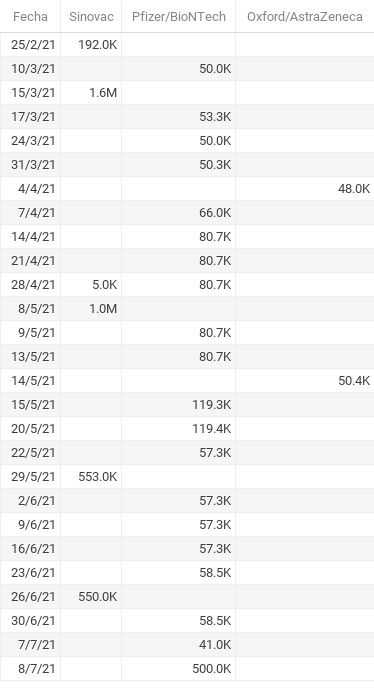 Fecha Sinovac Pfizer/BioNTech Oxford/AstraZeneca
25/2/21 192.0K
10/3/21 50.0K
15/3/21 1.6M
17/3/21 53.3K
24/3/21 50.0K
31/3/21 50.3K
4/4/21 48.0K
7/4/21 66.0K
14/4/21 80.7K
21/4/21 80.7K
28/4/21 5.0K 80.7K
8/5/21 1.0M
9/5/21 80.7K
13/5/21 80.7K
14/5/21 50.4K
15/5/21 119.3K
20/5/21 119.4K
22/5/21 57.3K
29/5/21 553.0K
2/6/21 57.3K
9/6/21 57.3K
16/6/21 57.3K
23/6/21 58.5K
26/6/21 550.0K
30/6/21 58.5K
7/7/21 41.0K
8/7/21 500.0K